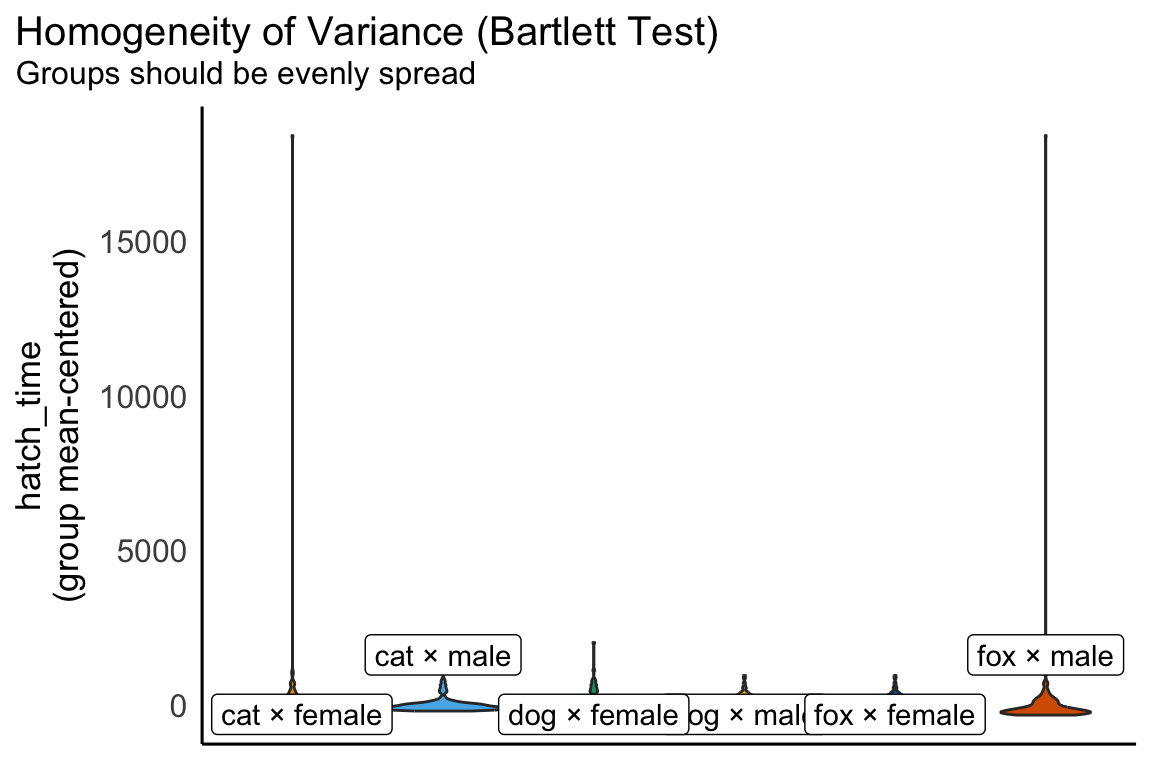 Homogeneity of Variance (Bartlett Test)
Groups should be evenly spread
hatch_time
(group mean-centered)
15000
10000
5000
0
cat × male
fox × male
cat × female
dog × female
og × mal
fox × female